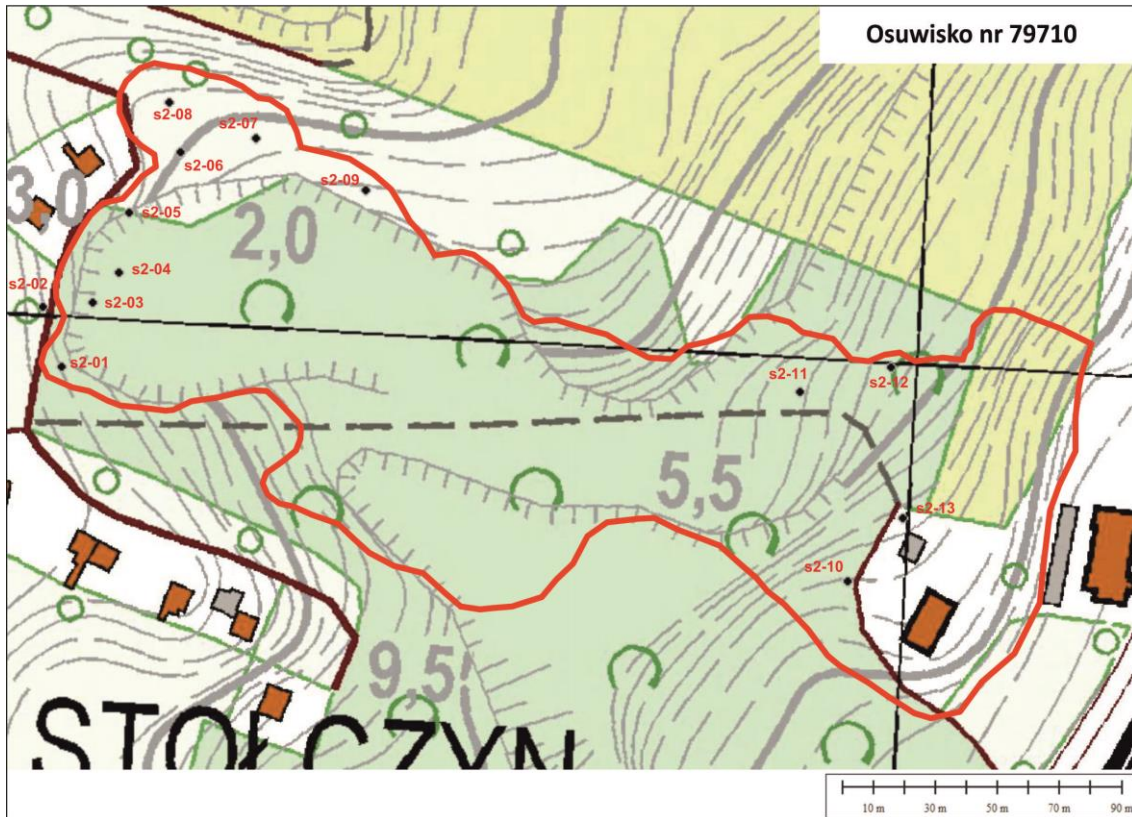 Osuwisko nr 79710
s2-08
s2-07
s2-06
s2-09
3,0
s2-05
2,0
s2-04
s2-02
s2-03
s2-01
s2-11
s2-12
5,5
s2-13
s2-10
9,5
STOŁCZYN
10 m 30 m 50 m 70 m 90 m